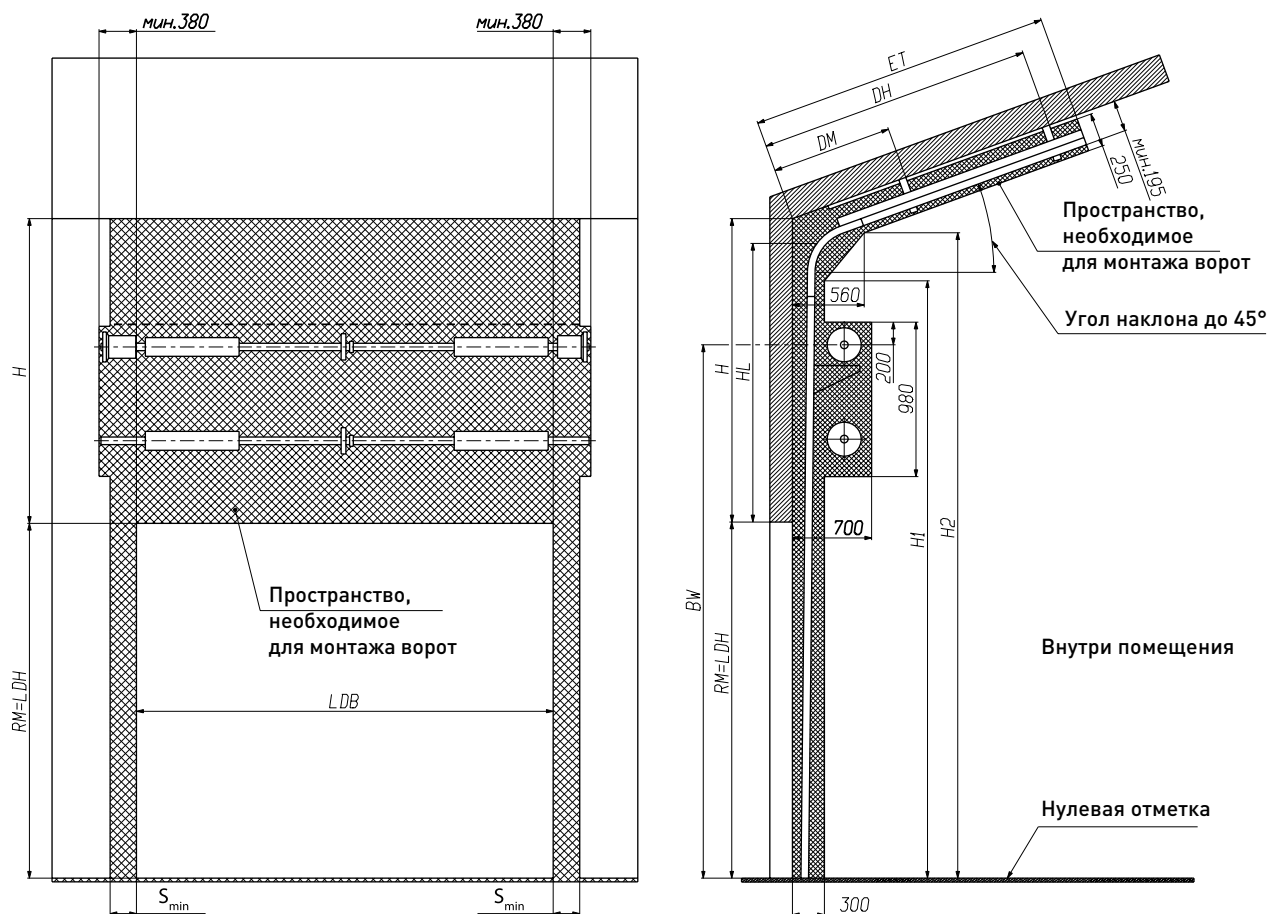 мин.380
мин.380
H
RM=LDH
LDB
Пространство,
необходимое
для монтажа ворот
Smin
Smin
ET
DH
DM
мин.195
250
Пространство,
необходимое
для монтажа ворот
Угол наклона до 45°
560
200
980
700
H
HL
BW
RM=LDH
H1
H2
Внутри помещения
Нулевая отметка
300